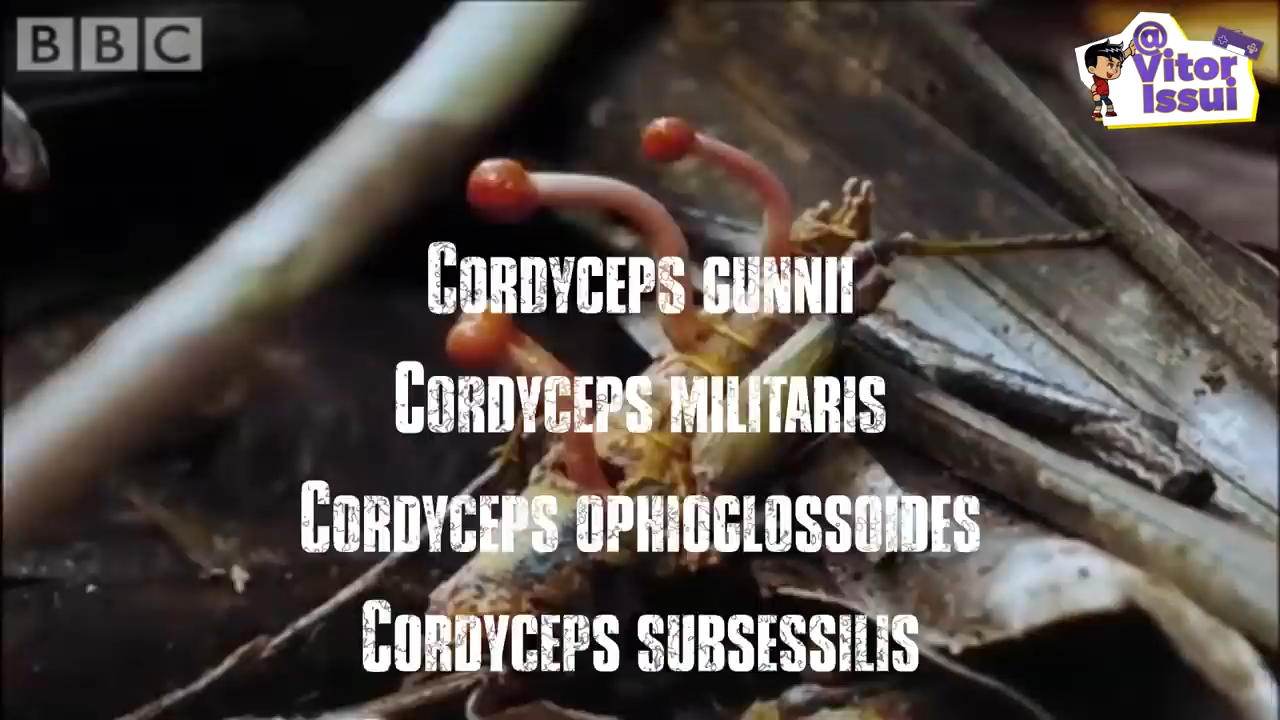 BBC
@
Vitor
Issui
Cordyceps gunnii
Cordyceps militaris
Cordyceps ophioglossoides
Cordyceps subsessilis